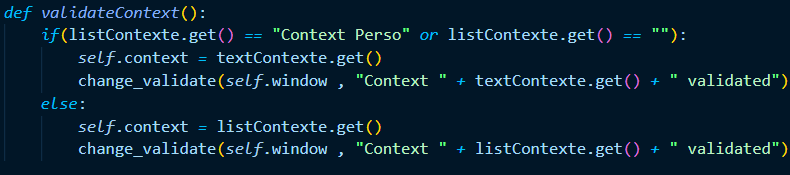 def validateContext():
    if(listContexte.get() == "Context Perso" or listContexte.get() == ""):
        self.context = textContexte.get()
        change_validate(self.window , "Context " + textContexte.get() + " validated")
    else:
        self.context = listContexte.get()
        change_validate(self.window , "Context " + listContexte.get() + " validated")